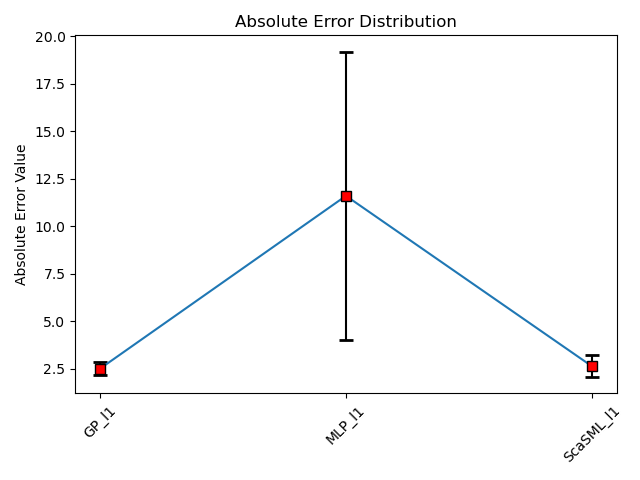 Absolute Error Distribution
Absolute Error Value
20.0
17.5
15.0
12.5
10.0
7.5
5.0
2.5
GP_l1
MLP_l1
ScaSML_l1